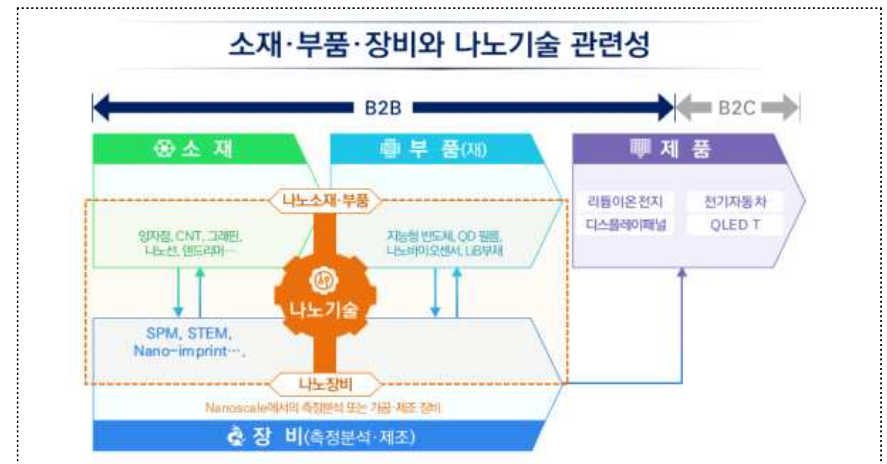 소재·부품·장비와 나노기술 관련성
B2B
B2C
소 재
부 품(재)
제 품
나노소재·부품
양자점, CNT, 그래핀,
나노선, 덴드리머…
지능형 반도체, QD 필름,
나노바이오센서, LiB부재
리튬이온전지
전기자동차
디스플레이패널
QLED T
나노기술
SPM, STEM,
Nano-imprint…,
나노장비
Nanoscale에서의 측정분석 또는 가공·제조 장비
장 비(측정분석·제조)